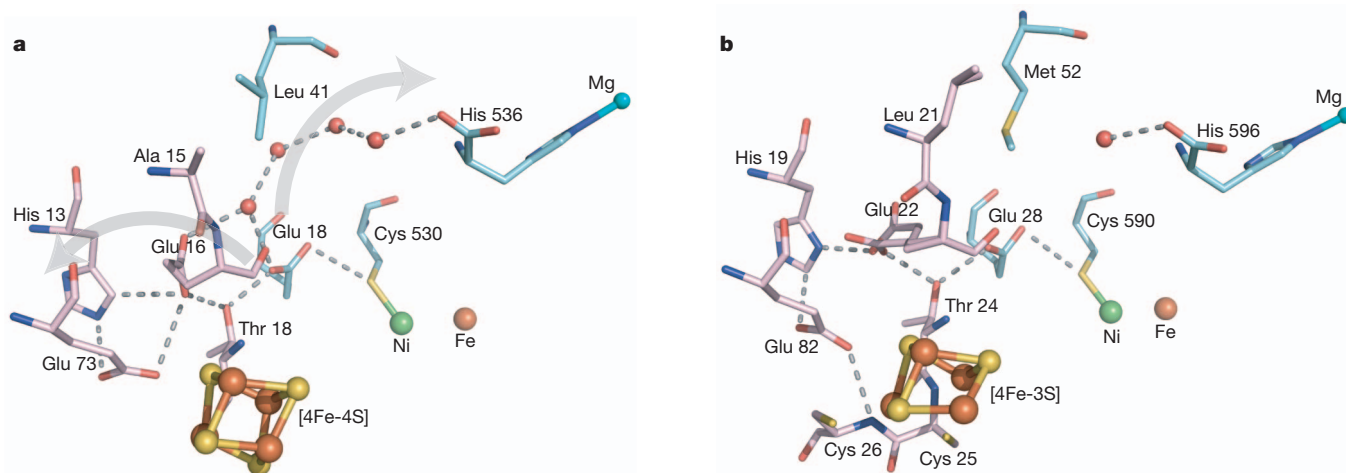 a
Leu 41
Mg
His 536
Ala 15
His 13
Glu 16
Glu 18
Cys 530
Thr 18
Glu 73
Ni
Fe
[4Fe-4S]
b
Met 52
Mg
Leu 21
His 596
His 19
Glu 22
Glu 28
Cys 590
Thr 24
Ni
Fe
Glu 82
[4Fe-3S]
Cys 26
Cys 25